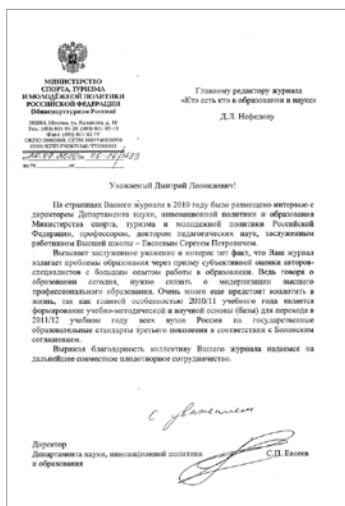 МИНИСТЕРСТВО
СПОРТА, ТУРИЗМА
И МОЛОДЁЖНОЙ ПОЛИТИКИ
РОССИЙСКОЙ ФЕДЕРАЦИИ
(Минспорттуризм России)
Москва, ул. Казакова, д. 18
Главному редактору журнала
«Кто есть кто в образовании и науке»
Д.Л. Нефедову
Уважаемый Дмитрий Леонидович!
На страницах Вашего журнала в 2010 году было размещено интервью с
директором Департамента науки, инновационной политики и образования
Министерства спорта, туризма и молодежной политики Российской
Федерации, профессором, доктором педагогических наук, заслуженным
работником Высшей школы – Евсеевым Сергеем Петровичем.
Вызывает заслуженное уважение и интерес тот факт, что Ваш журнал
излагает проблемы образования через призму субъективной оценки авторов-
специалистов с большим опытом работы в образовании. Ведь говоря о
образовании сегодня, нужно сказать о модернизации высшего
профессионального образования. Очень много еще предстоит воплотить в
жизнь, так как главной особенностью 2010/11 учебного года является
формирование учебно-методической и научной основы (базы) для перехода в
2011/12 учебном году всех вузов России на государственные
образовательные стандарты третьего поколения в соответствии с Болонским
соглашением.
Выражая благодарность коллективу Вашего журнала надеемся на
дальнейшее совместное плодотворное сотрудничество.
С уважением
Директор
Департамента науки, инновационной политики
и образования
С.П. Евсеев